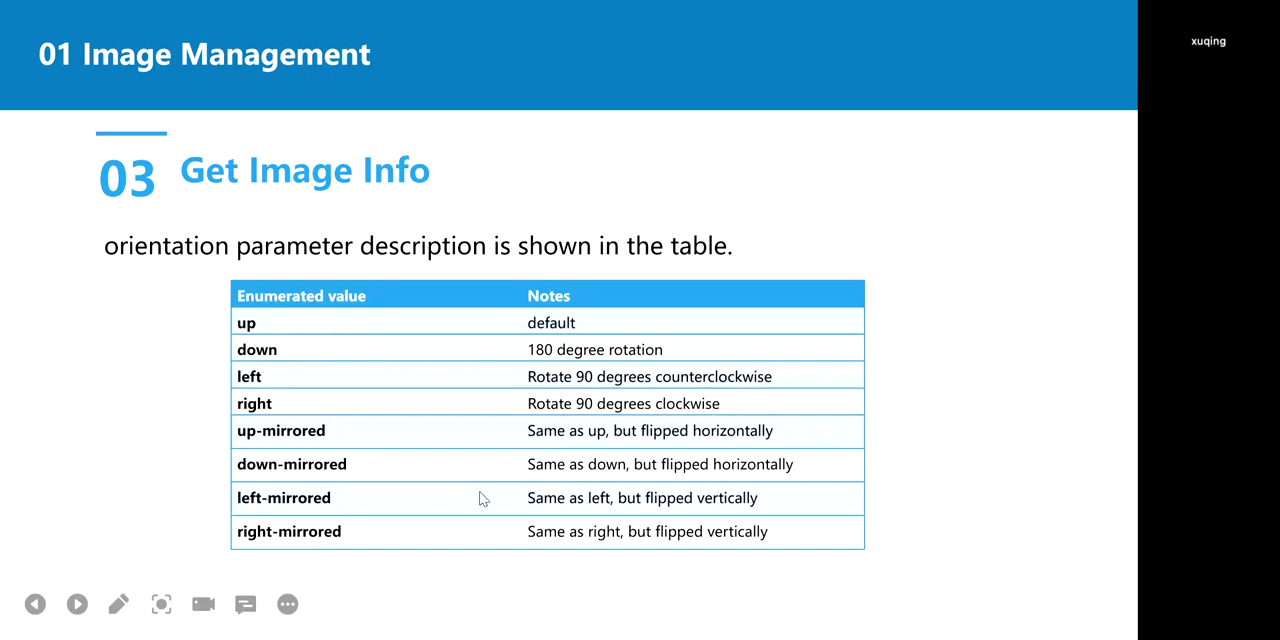 01 Image Management
xuqing
03 Get Image Info
orientation parameter description is shown in the table.
Enumerated value Notes
up default
down 180 degree rotation
left Rotate 90 degrees counterclockwise
right Rotate 90 degrees clockwise
up-mirrored Same as up, but flipped horizontally
down-mirrored Same as down, but flipped horizontally
left-mirrored Same as left, but flipped vertically
right-mirrored Same as right, but flipped vertically